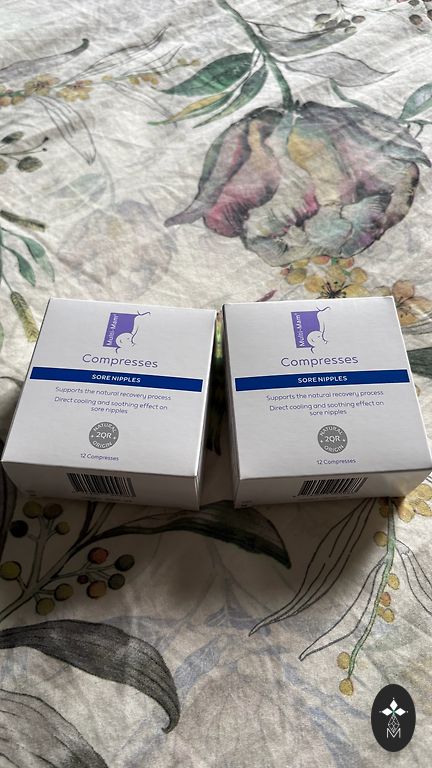 Multi-Mam®
Compresses
SORE NIPPLES
Supports the natural recovery process
Direct cooling and soothing effect on
sore nipples
NATURAL
2QR
ORIGIN
12 Compresses
Multi-Mam®
Compresses
SORE NIPPLES
Supports the natural recovery process
Direct cooling and soothing effect on
sore nipples
NATURAL
2QR
ORIGIN
12 Compresses
M